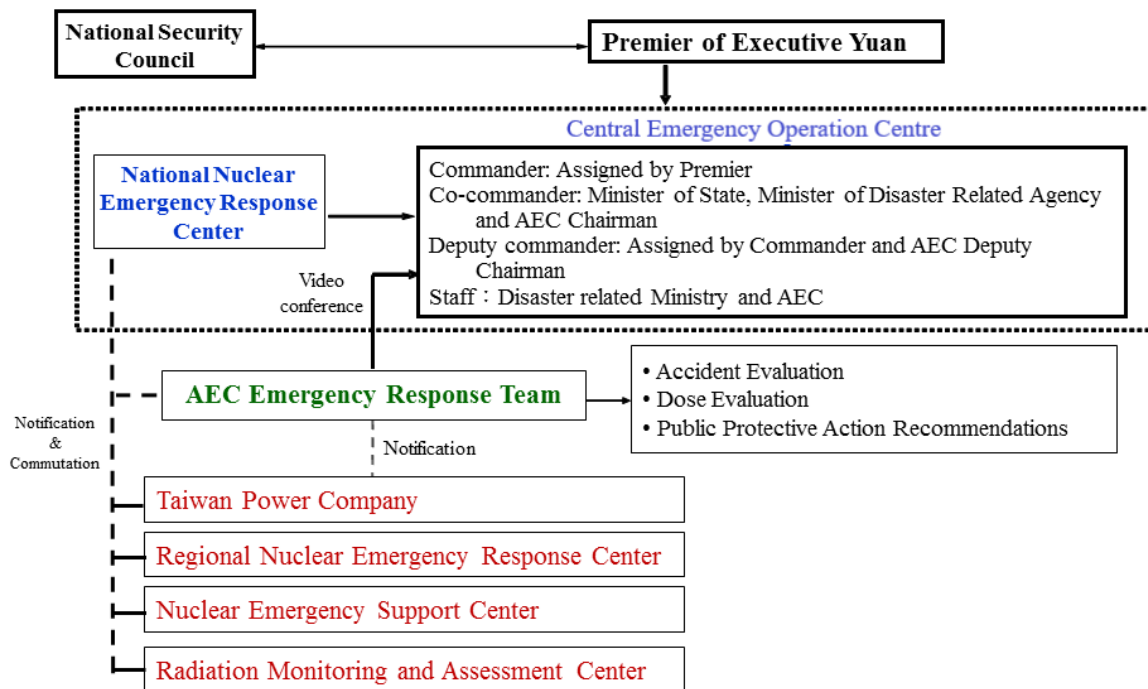 National Security
Council
Premier of Executive Yuan
Central Emergency Operation Centre
National Nuclear
Emergency Response
Center
Commander: Assigned by Premier
Co-commander: Minister of State, Minister of Disaster Related Agency
and AEC Chairman
Deputy commander: Assigned by Commander and AEC Deputy
Chairman
Staff：Disaster related Ministry and AEC
Video
conference
AEC Emergency Response Team
• Accident Evaluation
• Dose Evaluation
• Public Protective Action Recommendations
Notification
&
Commutation
Notification
Taiwan Power Company
Regional Nuclear Emergency Response Center
Nuclear Emergency Support Center
Radiation Monitoring and Assessment Center